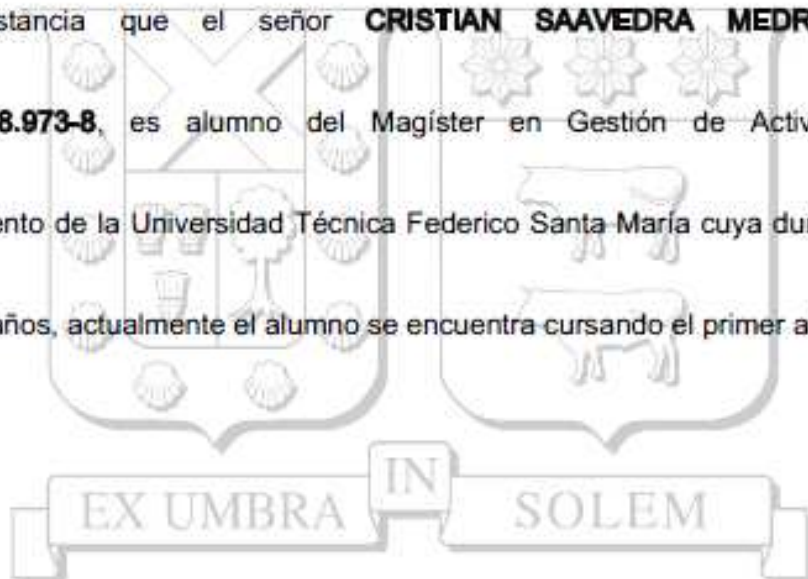 stancia que el señor CRISTIAN SAAVEDRA MEDR
8.973-8, es alumno del Magíster en Gestión de Activ
ento de la Universidad Técnica Federico Santa María cuya du
años, actualmente el alumno se encuentra cursando el primer a
EX UMBRA IN SOLEM